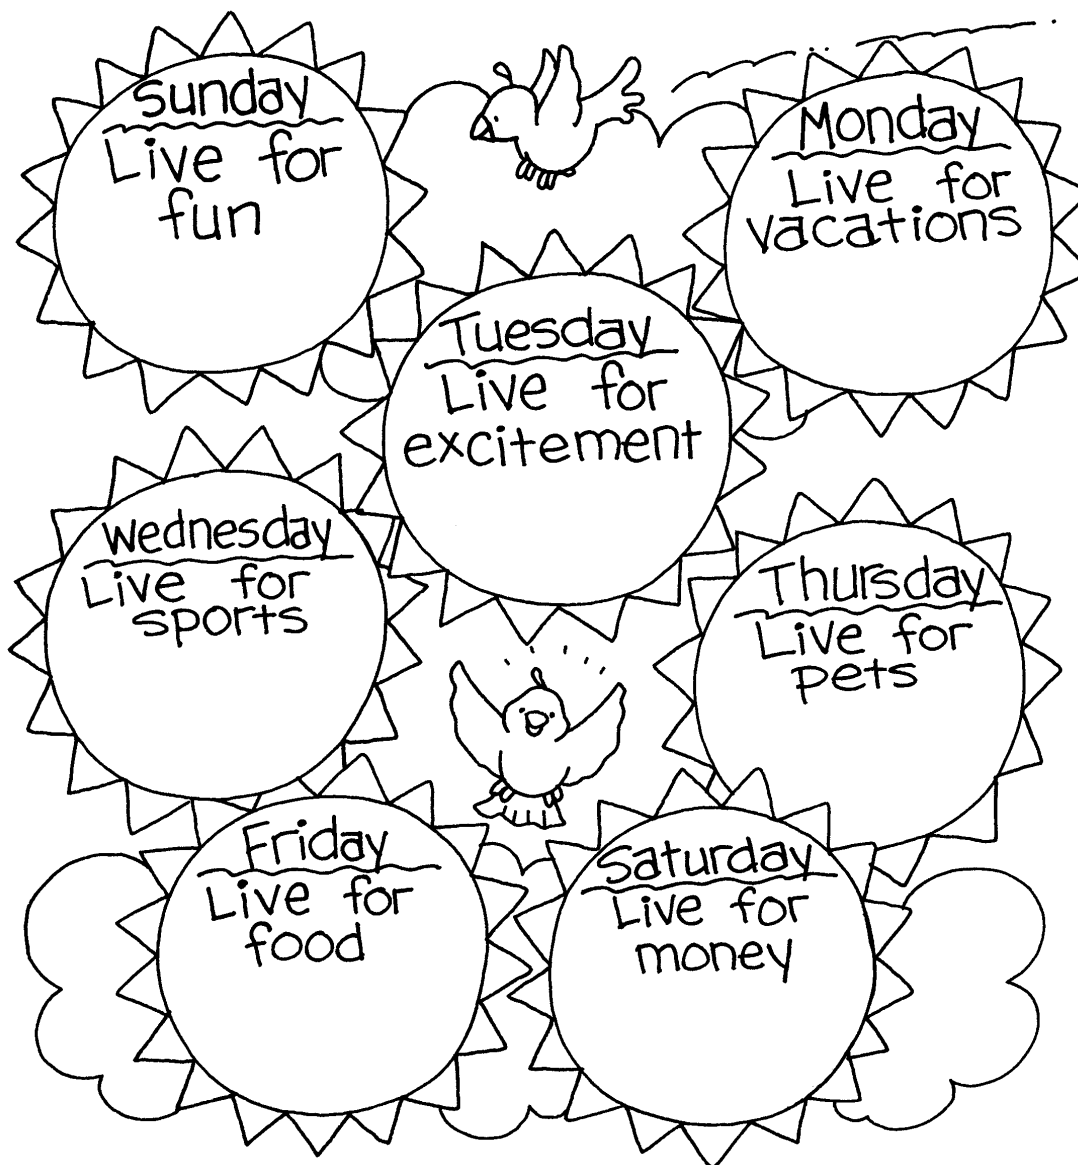 Sunday
Live for
fun
Monday
Live for
vacations
Tuesday
Live for
excitement
Wednesday
Live for
sports
Thursday
Live for
pets
Friday
Live for
food
Saturday
Live for
money